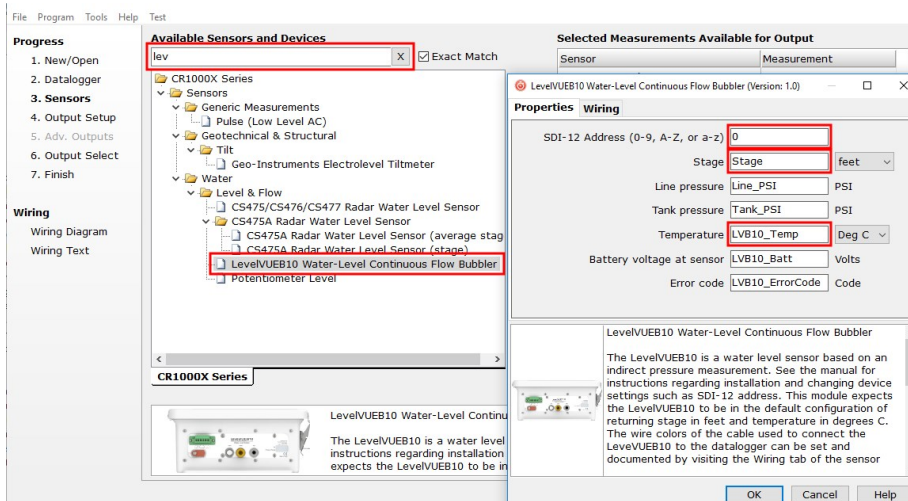 File Program Tools Help Test
Progress
1. New/Open
2. Datalogger
3. Sensors
4. Output Setup
5. Adv. Outputs
6. Output Select
7. Finish
Wiring
Wiring Diagram
Wiring Text
Available Sensors and Devices
lev X Exact Match
CR1000X Series
Sensors
Generic Measurements
Pulse (Low Level AC)
Geotechnical & Structural
Tilt
Geo-Instruments Electrolevel Tiltmeter
Water
Level & Flow
CS475/CS476/CS477 Radar Water Level Sensor
CS475A Radar Water Level Sensor
CS475A Radar Water Level Sensor (average stag
CS475A Radar Water Level Sensor (stage)
LevelVUEB10 Water-Level Continuous Flow Bubbler
Potentiometer Level
CR1000X Series
LevelVUEB10 Water-Level Continu
The LevelVUEB10 is a water level
instructions regarding installation
expects the LevelVUEB10 to be in
Selected Measurements Available for Output
Sensor Measurement
LevelVUEB10 Water-Level Continuous Flow Bubbler (Version: 1.0)
Properties Wiring
SDI-12 Address (0-9, A-Z, or a-z) 0
Stage Stage feet
Line pressure Line_PSI PSI
Tank pressure Tank_PSI PSI
Temperature LVB10_Temp Deg C
Battery voltage at sensor LVB10_Batt Volts
Error code LVB10_ErrorCode Code
LevelVUEB10 Water-Level Continuous Flow Bubbler
The LevelVUEB10 is a water level sensor based on an
indirect pressure measurement. See the manual for
instructions regarding installation and changing device
settings such as SDI-12 address. This module expects
the LevelVUEB10 to be in the default configuration of
returning stage in feet and temperature in degrees C.
The wire colors of the cable used to connect the
LeveVUEB10 to the datalogger can be set and
documented by visiting the Wiring tab of the sensor
OK Cancel Help